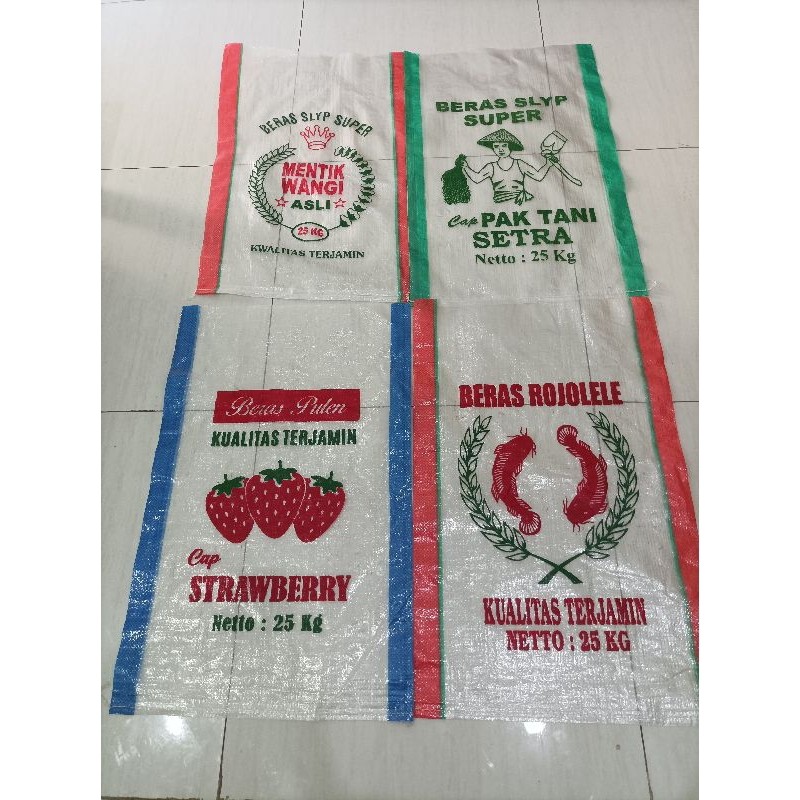 BERAS SLYP SUPER
MENTIK
WANGI
ASLI
25 KG
KWALITAS TERJAMIN
BERAS SLYP
SUPER
Cap PAK TANI
SETRA
Netto : 25 Kg
Beras Pulen
KUALITAS TERJAMIN
Cap
STRAWBERRY
Netto : 25 Kg
BERAS ROJOLELE
KUALITAS TERJAMIN
NETTO : 25 KG